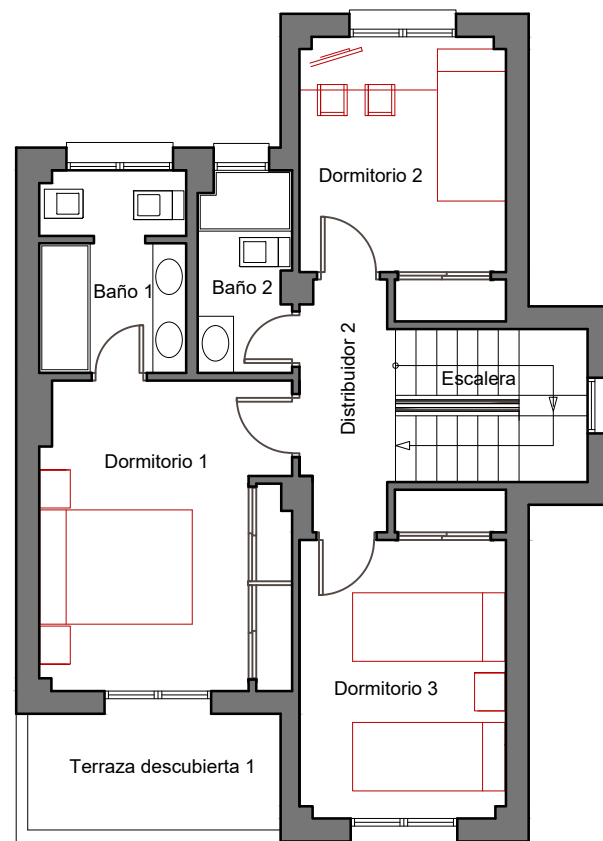 Dormitorio 2
Baño 1
Baño 2
Distribuidor 2
Escalera
Dormitorio 1
Dormitorio 3
Terraza descubierta 1